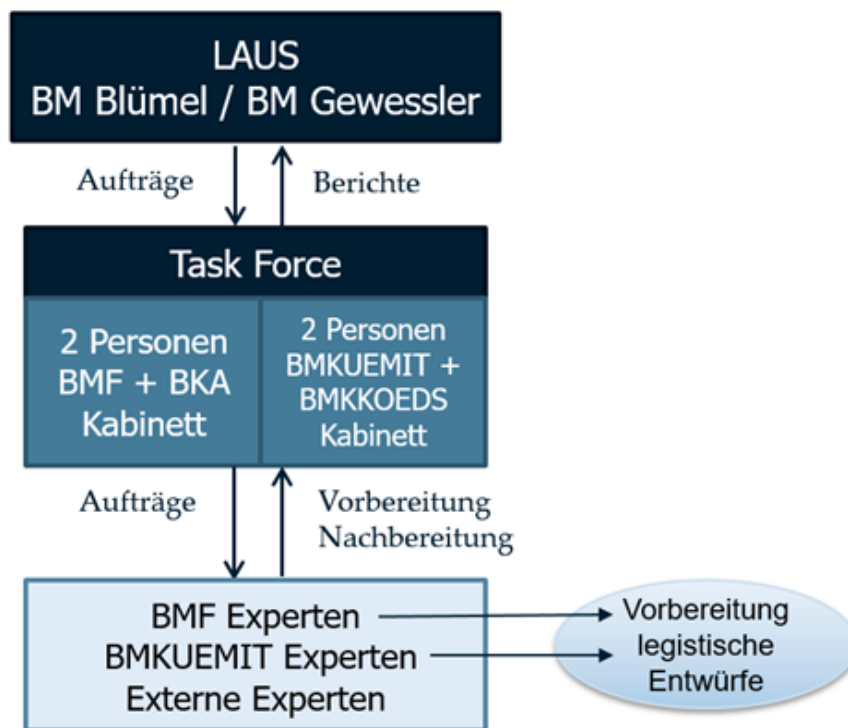 LAUS
BM Blümel / BM Gewessler
Aufträge
Berichte
Task Force
2 Personen
BMF + BKA
Kabinett
2 Personen
BMKUEMIT +
BMKKOEDS
Kabinett
Aufträge
Vorbereitung
Nachbereitung
BMF Experten
BMKUEMIT Experten
Externe Experten
Vorbereitung
legistische
Entwürfe